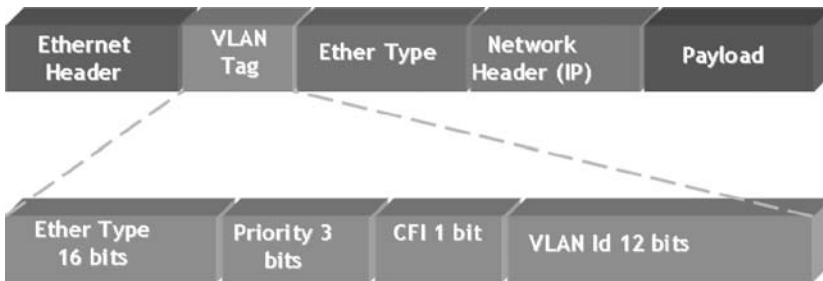 Ethernet
Header
VLAN
Tag
Ether Type
Network
Header (IP)
Payload
Ether Type
16 bits
Priority 3
bits
CFI 1 bit
VLAN Id 12 bits